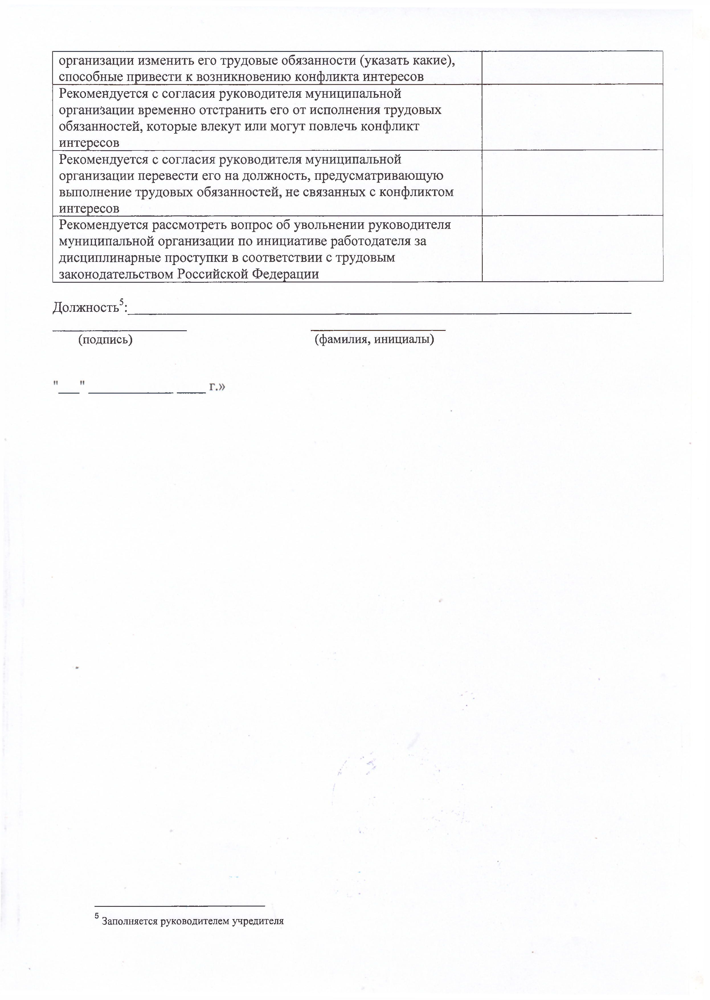 организации изменить его трудовые обязанности (указать какие),
способные привести к возникновению конфликта интересов
Рекомендуется с согласия руководителя муниципальной
организации временно отстранить его от исполнения трудовых
обязанностей, которые влекут или могут повлечь конфликт
интересов
Рекомендуется с согласия руководителя муниципальной
организации перевести его на должность, предусматривающую
выполнение трудовых обязанностей, не связанных с конфликтом
интересов
Рекомендуется рассмотреть вопрос об увольнении руководителя
муниципальной организации по инициативе работодателя за
дисциплинарные проступки в соответствии с трудовым
законодательством Российской Федерации
Должность⁵:
(подпись) (фамилия, инициалы)
"___" ____________ ____ г.»
⁵ Заполняется руководителем учредителя